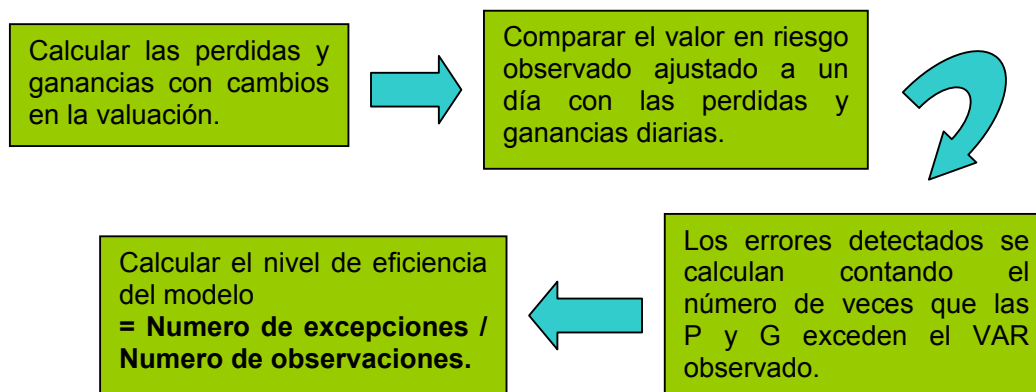 Calcular las perdidas y
ganancias con cambios
en la valuación.
Comparar el valor en riesgo
observado ajustado a un
día con las perdidas y
ganancias diarias.
Los errores detectados se
calculan contando el
número de veces que las
P y G exceden el VAR
observado.
Calcular el nivel de eficiencia
del modelo
= Numero de excepciones /
Numero de observaciones.